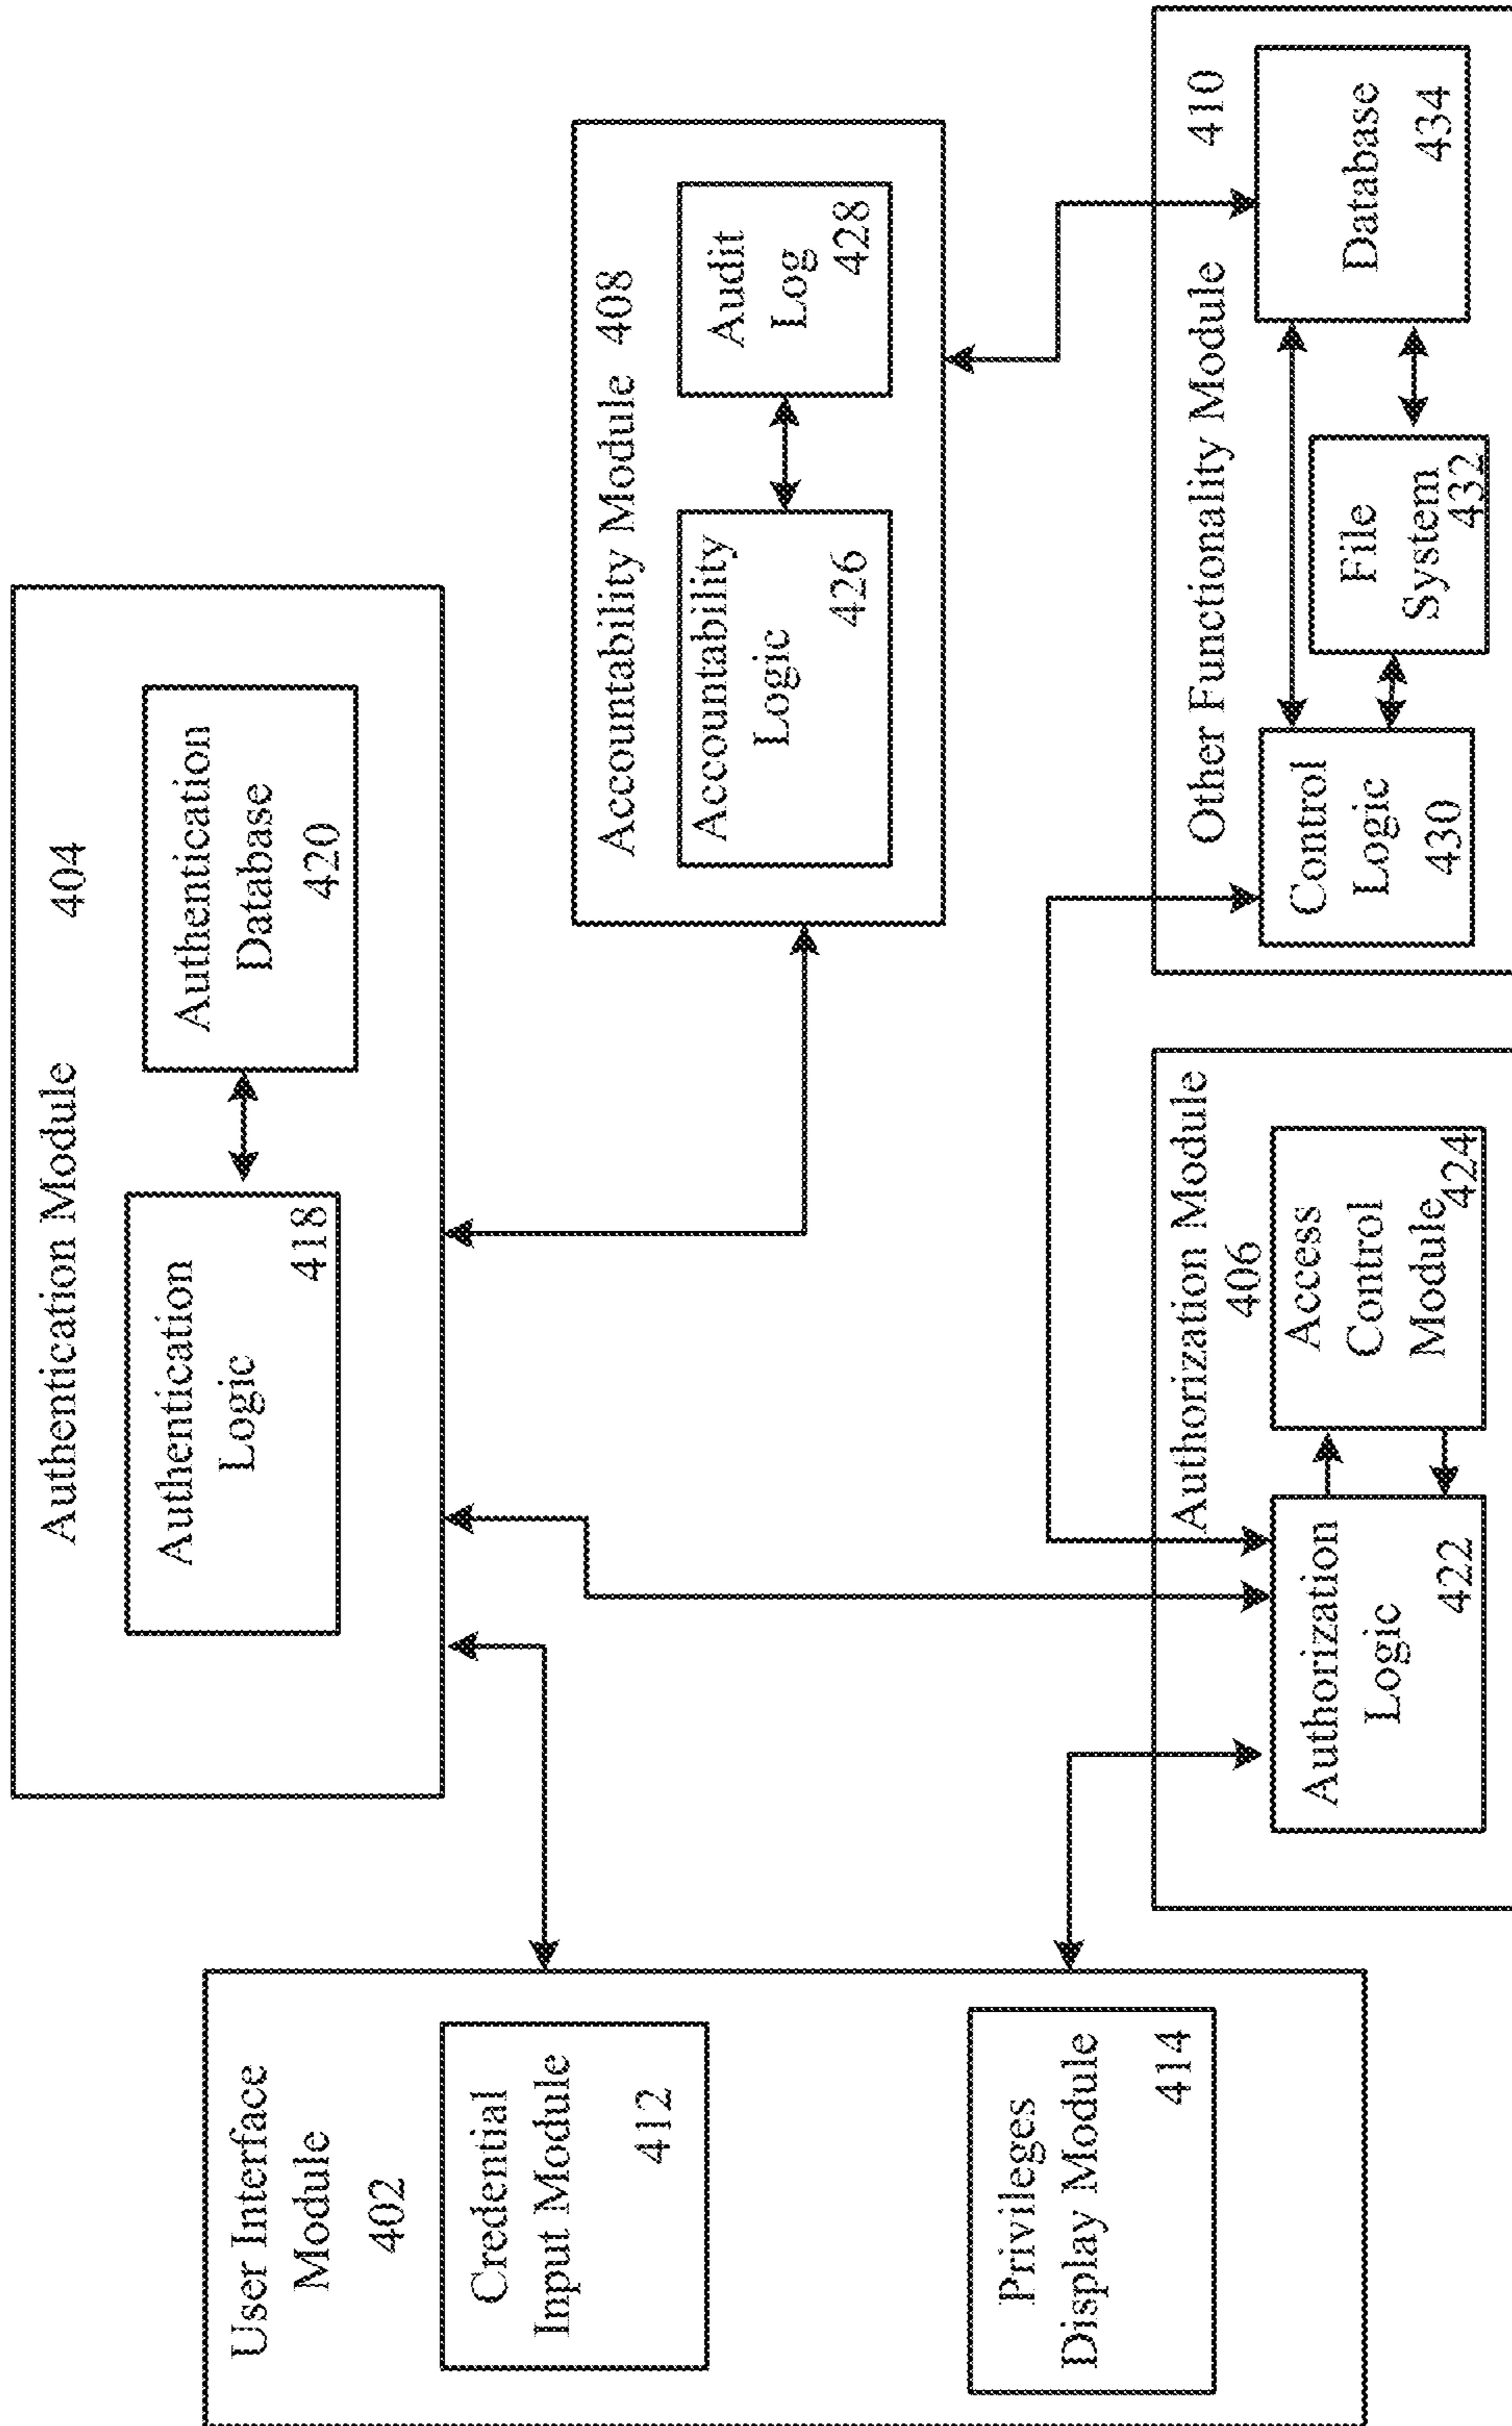 User Interface
Module
402
Credential
Input Module
412
Privileges
Display Module
414
Authentication Module 404
Authentication
Logic
418
Authentication
Database
420
Accountability Module 408
Accountability
Logic
426
Audit
Log
428
Authorization Module
406
Authorization
Logic
422
Access
Control
Module
424
Other Functionality Module 410
Control
Logic
430
File
System
432
Database
434